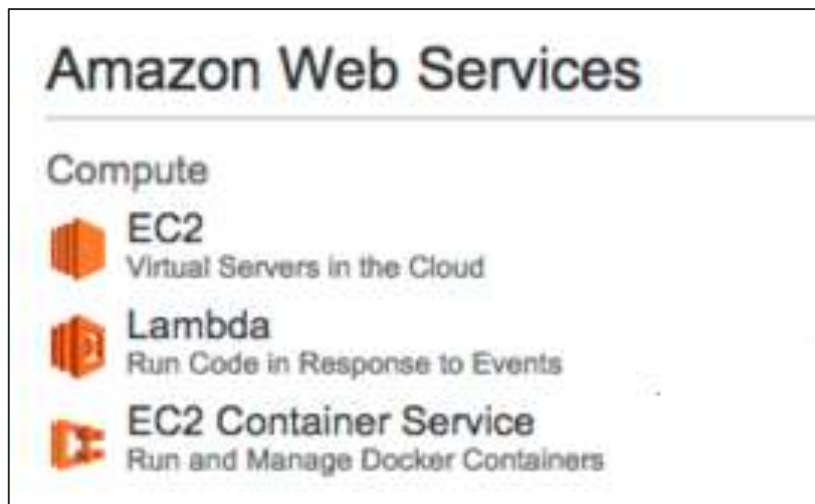 Amazon Web Services
Compute
EC2
Virtual Servers in the Cloud
Lambda
Run Code in Response to Events
EC2 Container Service
Run and Manage Docker Containers